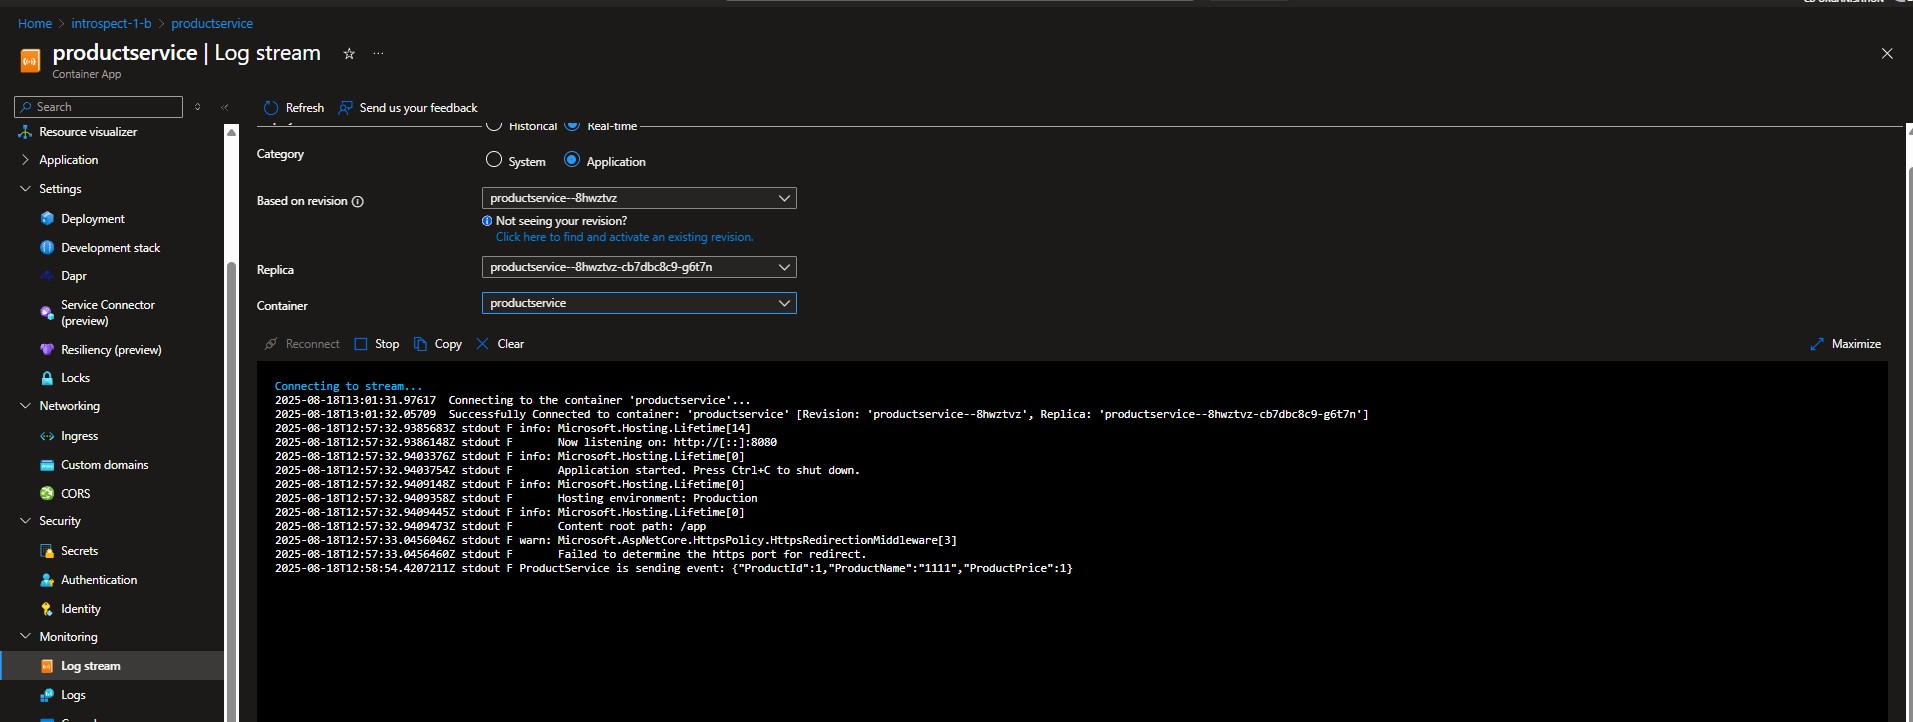 Home > introspect-1-b > productservice
productservice | Log stream
Container App
Search
Refresh
Send us your feedback
Resource visualizer
Application
Settings
Deployment
Development stack
Dapr
Service Connector
(preview)
Resiliency (preview)
Locks
Networking
Ingress
Custom domains
CORS
Security
Secrets
Authentication
Identity
Monitoring
Log stream
Logs
Historical Real-time
Category
System Application
Based on revision
productservice--8hwztvz
Not seeing your revision?
Click here to find and activate an existing revision.
Replica
productservice--8hwztvz-cb7dbc8c9-g6t7n
Container
productservice
Reconnect Stop Copy Clear Maximize
Connecting to stream...
2025-08-18T13:01:31.97617 Connecting to the container 'productservice'...
2025-08-18T13:01:32.05709 Successfully Connected to container: 'productservice' [Revision: 'productservice--8hwztvz', Replica: 'productservice--8hwztvz-cb7dbc8c9-g6t7n']
2025-08-18T12:57:32.9385683Z stdout F info: Microsoft.Hosting.Lifetime[14]
2025-08-18T12:57:32.9386148Z stdout F Now listening on: http://[::]:8080
2025-08-18T12:57:32.9403376Z stdout F info: Microsoft.Hosting.Lifetime[0]
2025-08-18T12:57:32.9403754Z stdout F Application started. Press Ctrl+C to shut down.
2025-08-18T12:57:32.9409148Z stdout F info: Microsoft.Hosting.Lifetime[0]
2025-08-18T12:57:32.9409358Z stdout F Hosting environment: Production
2025-08-18T12:57:32.9409445Z stdout F info: Microsoft.Hosting.Lifetime[0]
2025-08-18T12:57:32.9409473Z stdout F Content root path: /app
2025-08-18T12:57:33.0456046Z stdout F warn: Microsoft.AspNetCore.HttpsPolicy.HttpsRedirectionMiddleware[3]
2025-08-18T12:57:33.0456460Z stdout F Failed to determine the https port for redirect.
2025-08-18T12:58:54.4207211Z stdout F ProductService is sending event: {"ProductId":1,"ProductName":"1111","ProductPrice":1}